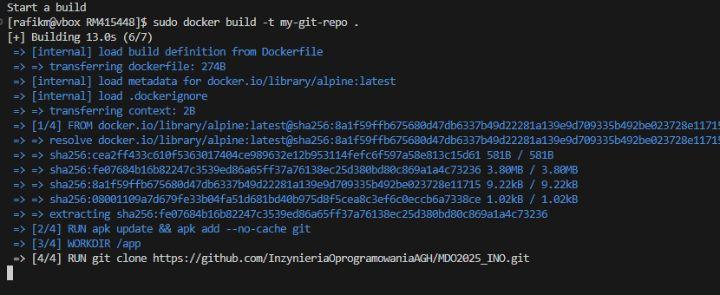 Start a build
[rafikm@vbox RM415448]$ sudo docker build -t my-git-repo .
[+] Building 13.0s (6/7)
=> [internal] load build definition from Dockerfile
=> => transferring dockerfile: 274B
=> [internal] load metadata for docker.io/library/alpine:latest
=> [internal] load .dockerignore
=> => transferring context: 2B
=> [1/4] FROM docker.io/library/alpine:latest@sha256:8a1f59ffb675680d47db6337b49d22281a139e9d709335b492be023728e11715
=> => resolve docker.io/library/alpine:latest@sha256:8a1f59ffb675680d47db6337b49d22281a139e9d709335b492be023728e11715
=> => sha256:cea2ff433c610f5363017404ce989632e12b953114fefc6f597a58e813c15d61 581B / 581B
=> => sha256:fe07684b16b82247c3539ed86a65ff37a76138ec25d380bd80c869a1a4c73236 3.80MB / 3.80MB
=> => sha256:8a1f59ffb675680d47db6337b49d22281a139e9d709335b492be023728e11715 9.22kB / 9.22kB
=> => sha256:08001109a7d679fe33b04fa51d681bd40b975d8f5cea8c3ef6c0eccb6a7338ce 1.02kB / 1.02kB
=> => extracting sha256:fe07684b16b82247c3539ed86a65ff37a76138ec25d380bd80c869a1a4c73236
=> [2/4] RUN apk update && apk add --no-cache git
=> [3/4] WORKDIR /app
=> [4/4] RUN git clone https://github.com/InzynieriaOprogramowaniaAGH/MDO2025_INO.git